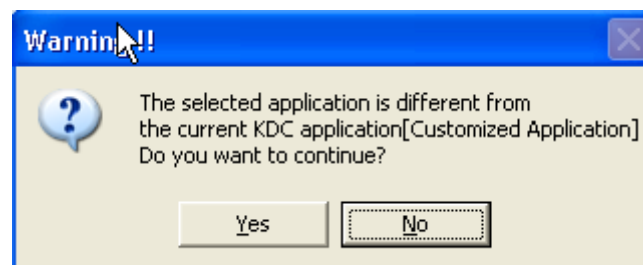 Warning!!
The selected application is different from
the current KDC application[Customized Application]
Do you want to continue?
Yes
No